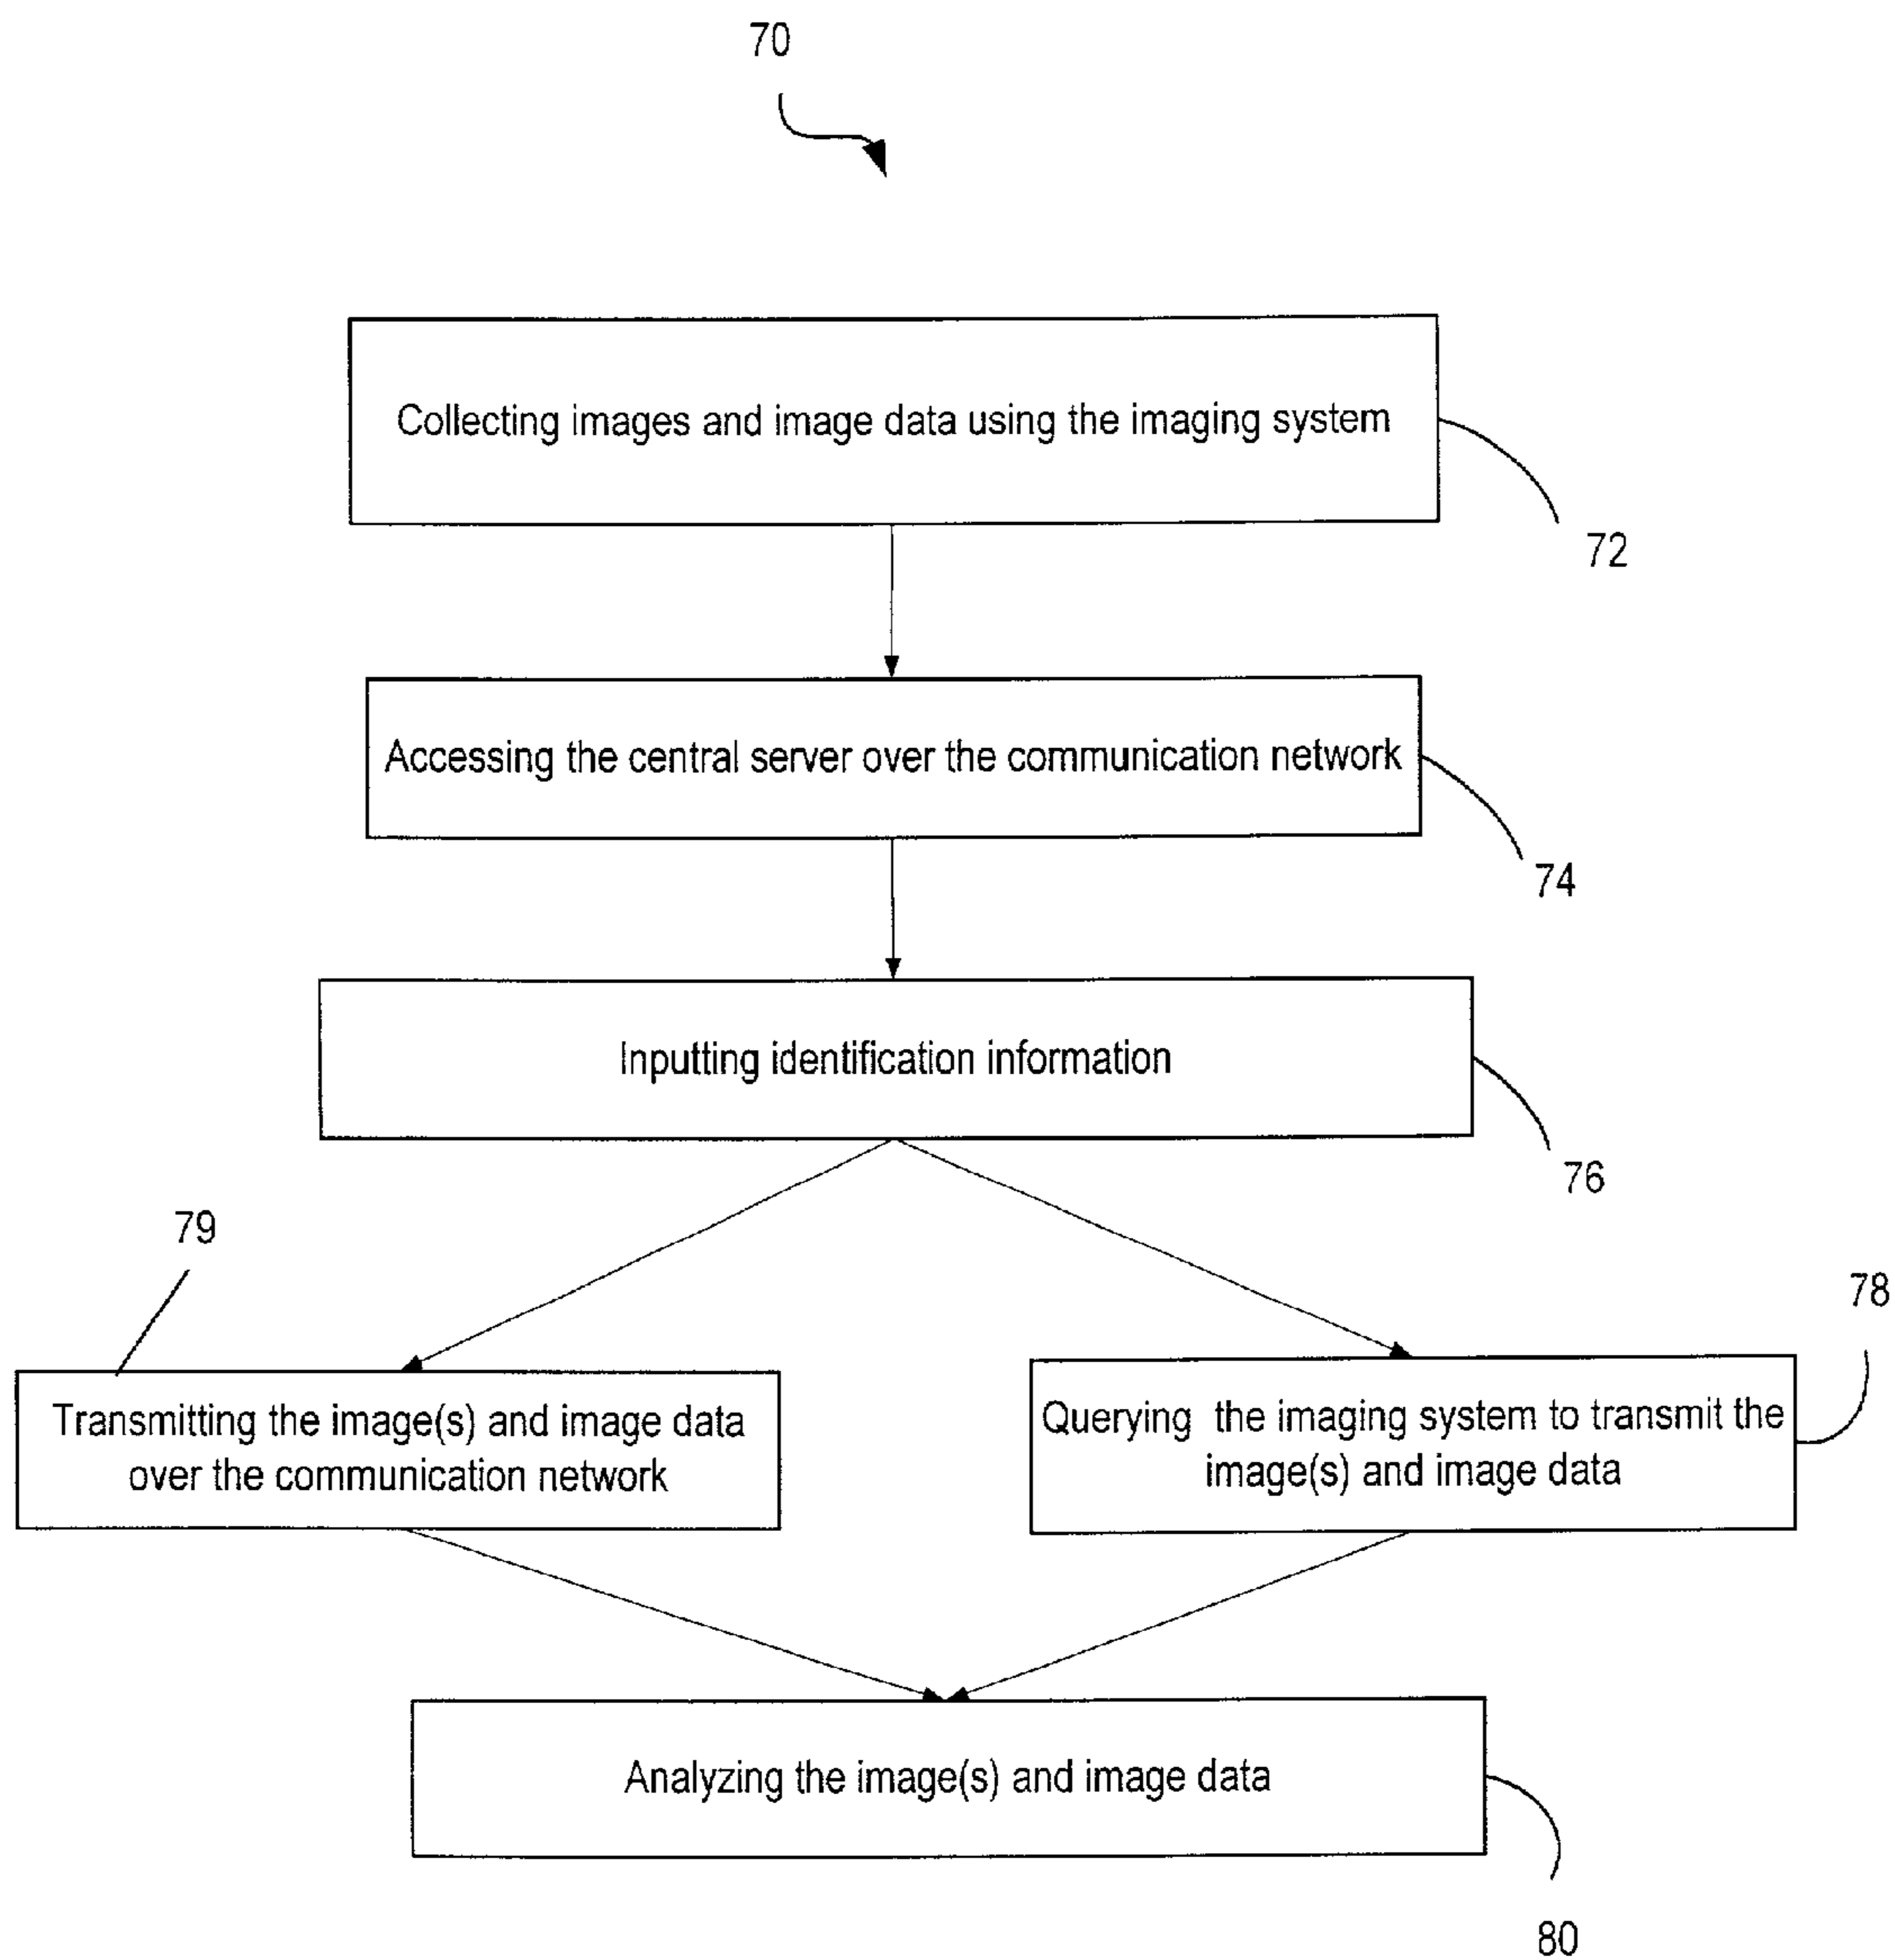 70
Collecting images and image data using the imaging system
72
Accessing the central server over the communication network
74
Inputting identification information
76
79
78
Transmitting the image(s) and image data
over the communication network
Querying the imaging system to transmit the
image(s) and image data
Analyzing the image(s) and image data
80